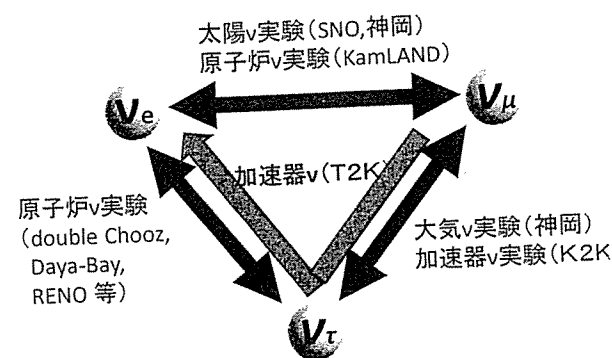 太陽ν実験(SNO,神岡)
原子炉ν実験(KamLAND)
νe
νμ
加速器ν(T2K)
原子炉ν実験
(double Chooz,
Daya-Bay,
RENO 等)
大気ν実験(神岡)
加速器ν実験(K2K
ντ